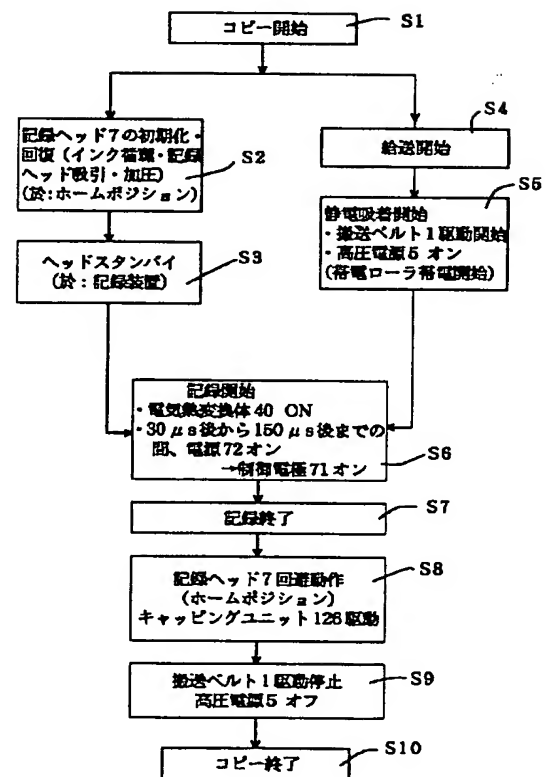 コピー開始
S1
記録ヘッド7の初期化・
回復(インク循環・記録
ヘッド吸引・加圧)
(於:ホームポジション)
S2
ヘッドスタンバイ
(於:記録装置)
S3
S4
給送開始
S5
静電吸着開始
・搬送ベルト1駆動開始
・高圧電源5 オン
(帯電ローラ帯電開始)
記録開始
・電気熱変換体40 ON
・30μs後から150μs後までの
間、電源72オン
→制御電極71オン
S6
記録終了
S7
記録ヘッド7回避動作
(ホームポジション)
キャッピングユニット126駆動
S8
搬送ベルト1駆動停止
高圧電源5 オフ
S9
コピー終了
S10